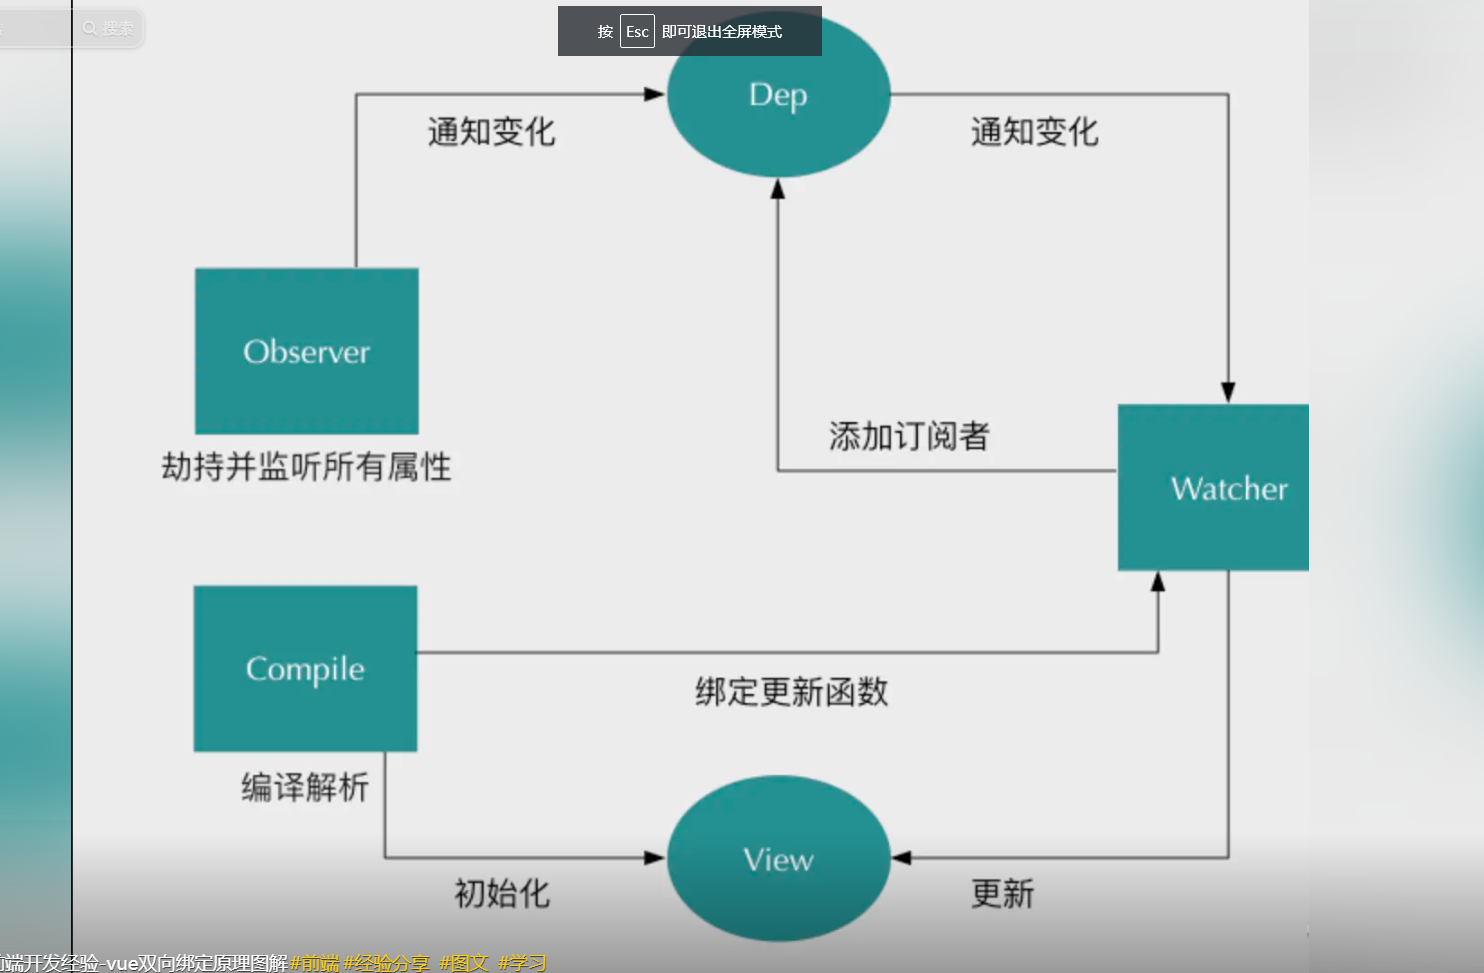 搜索
按 Esc 即可退出全屏模式
Dep
通知变化
通知变化
Observer
劫持并监听所有属性
添加订阅者
Watcher
Compile
绑定更新函数
编译解析
View
初始化
更新
端开发经验-vue双向绑定原理图解#前端 #经验分享 #图文 #学习